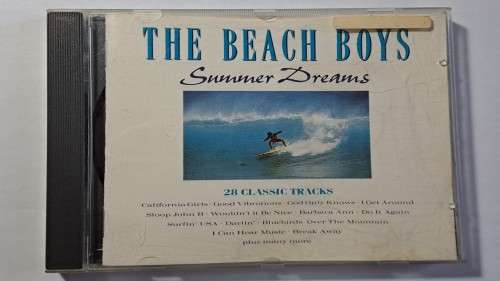 THE BEACH BOYS
Summer Dreams
28 CLASSIC TRACKS
California Girls · Good Vibrations · God Only Knows · I Get Around
Sloop John B · Wouldn't it Be Nice · Barbara Ann · Do It Again
Surfin' USA · Darlin' · Bluebirds Over The Mountain
I Can Hear Music · Break Away
plus many more